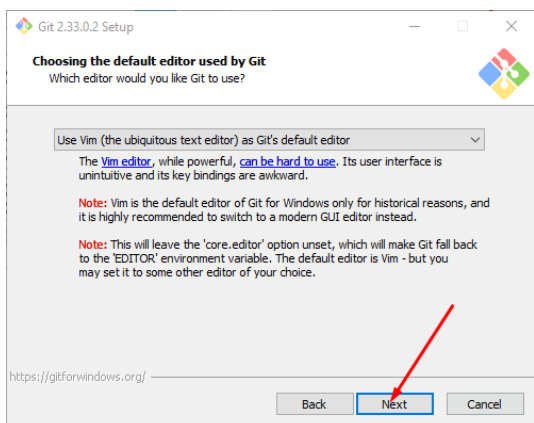 Git 2.33.0.2 Setup
Choosing the default editor used by Git
Which editor would you like Git to use?
Use Vim (the ubiquitous text editor) as Git's default editor
The Vim editor, while powerful, can be hard to use. Its user interface is
unintuitive and its key bindings are awkward.
Note: Vim is the default editor of Git for Windows only for historical reasons, and
it is highly recommended to switch to a modern GUI editor instead.
Note: This will leave the 'core.editor' option unset, which will make Git fall back
to the 'EDITOR' environment variable. The default editor is Vim - but you
may set it to some other editor of your choice.
https://gitforwindows.org/
Back Next Cancel